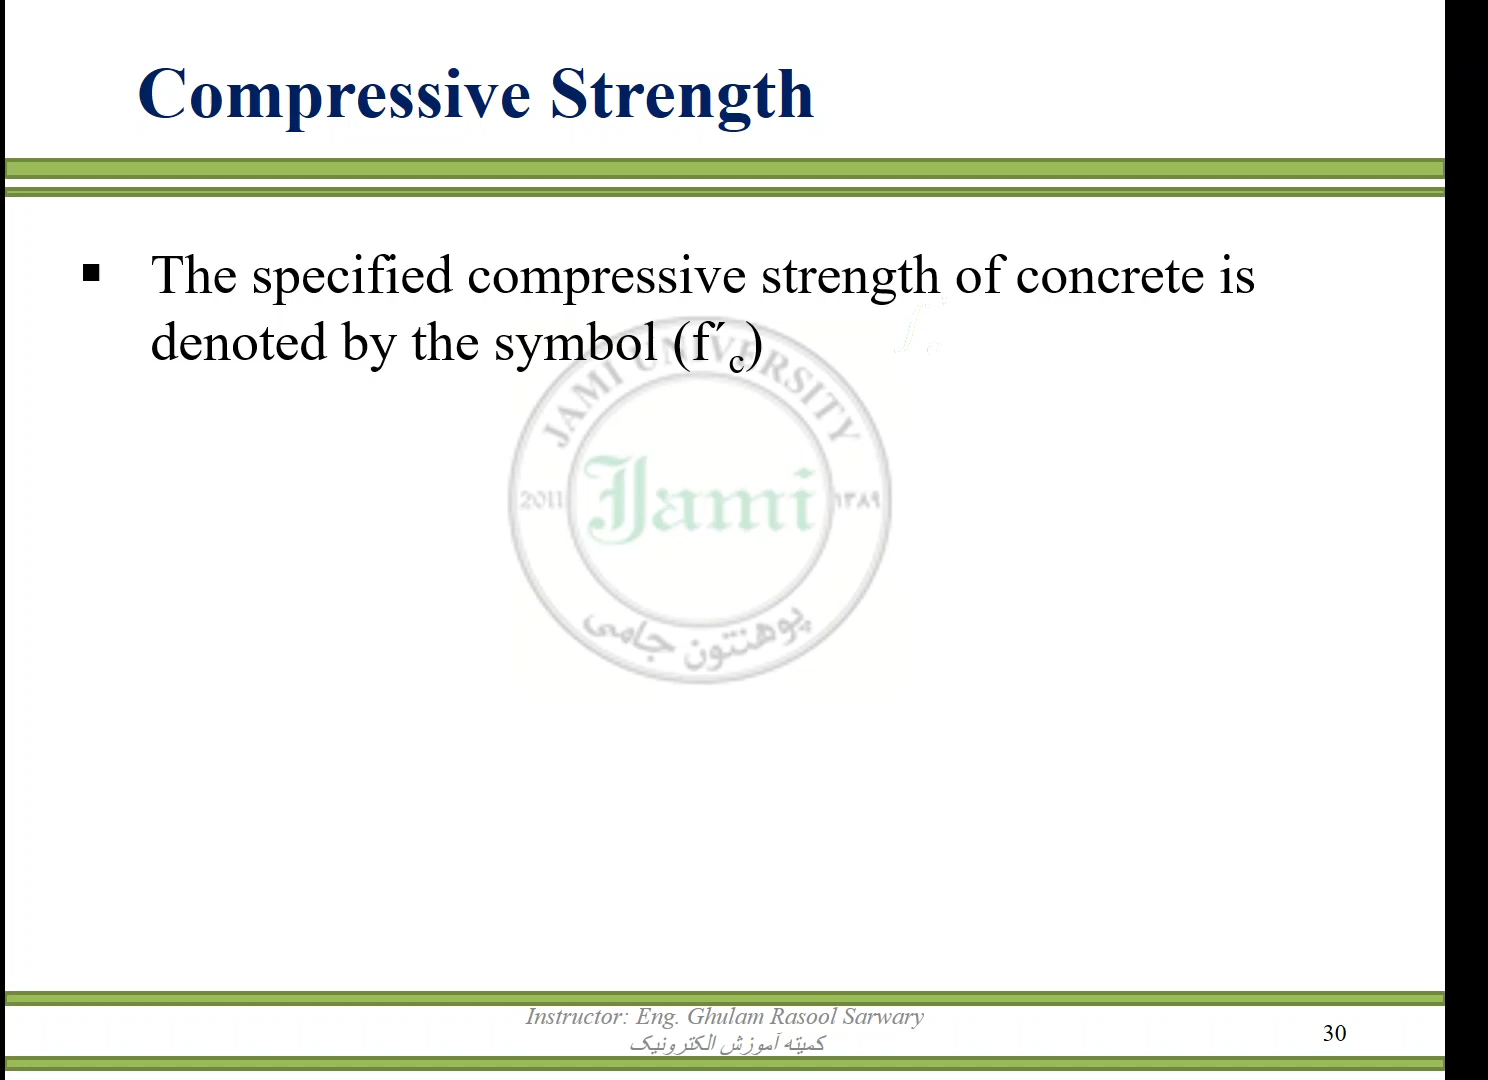 Compressive Strength
▪ The specified compressive strength of concrete is
denoted by the symbol (f´c)
JAMI UNIVERSITY
2011 Jami ١٣٨٩
پوهنتون جامی
Instructor: Eng. Ghulam Rasool Sarwary
کمیته آموزش الکترونیک
30